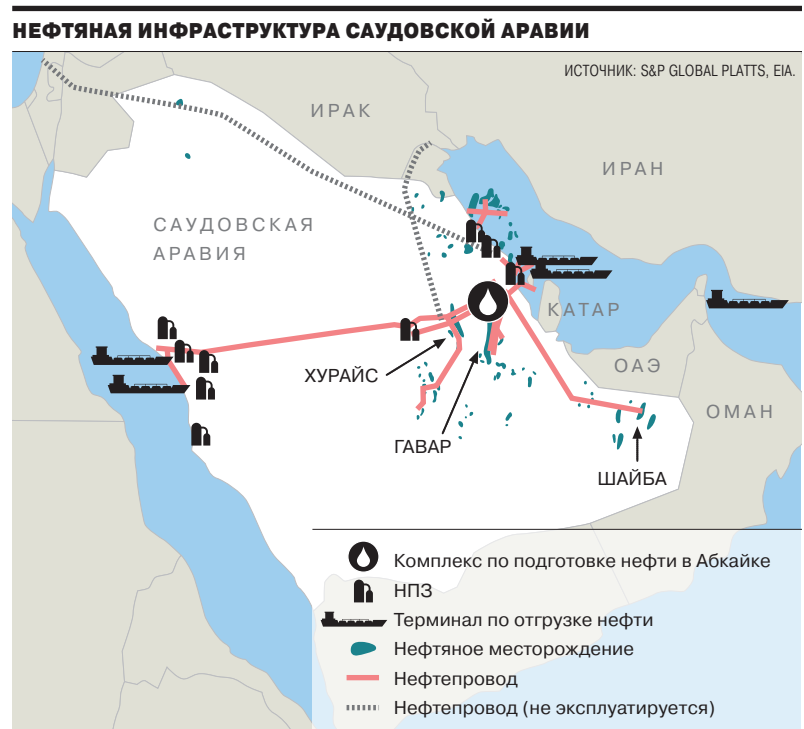 НЕФТЯНАЯ ИНФРАСТРУКТУРА САУДОВСКОЙ АРАВИИ
ИСТОЧНИК: S&P GLOBAL PLATTS, EIA.
ИРАК
ИРАН
САУДОВСКАЯ
АРАВИЯ
КАТАР
ХУРАЙС
ОАЭ
ОМАН
ГАВАР
ШАЙБА
Комплекс по подготовке нефти в Абкайке
НПЗ
Терминал по отгрузке нефти
Нефтяное месторождение
Нефтепровод
Нефтепровод (не эксплуатируется)